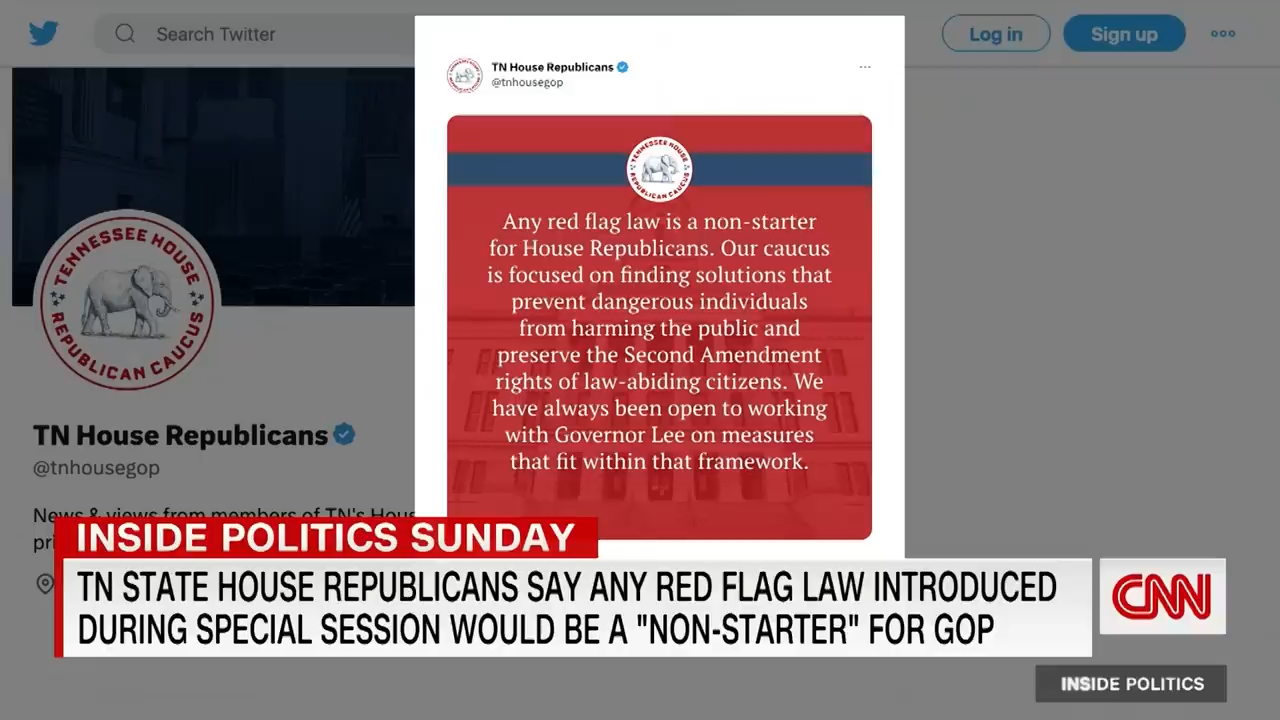 Search Twitter
Log in
Sign up
TN House Republicans
@tnhousegop
TENNESSEE HOUSE
REPUBLICAN CAUCUS
Any red flag law is a non-starter
for House Republicans. Our caucus
is focused on finding solutions that
prevent dangerous individuals
from harming the public and
preserve the Second Amendment
rights of law-abiding citizens. We
have always been open to working
with Governor Lee on measures
that fit within that framework.
TENNESSEE HOUSE
REPUBLICAN CAUCUS
TN House Republicans
@tnhousegop
News & views from members of TN's Hous
pri
INSIDE POLITICS SUNDAY
TN STATE HOUSE REPUBLICANS SAY ANY RED FLAG LAW INTRODUCED
DURING SPECIAL SESSION WOULD BE A "NON-STARTER" FOR GOP
CNN
INSIDE POLITICS